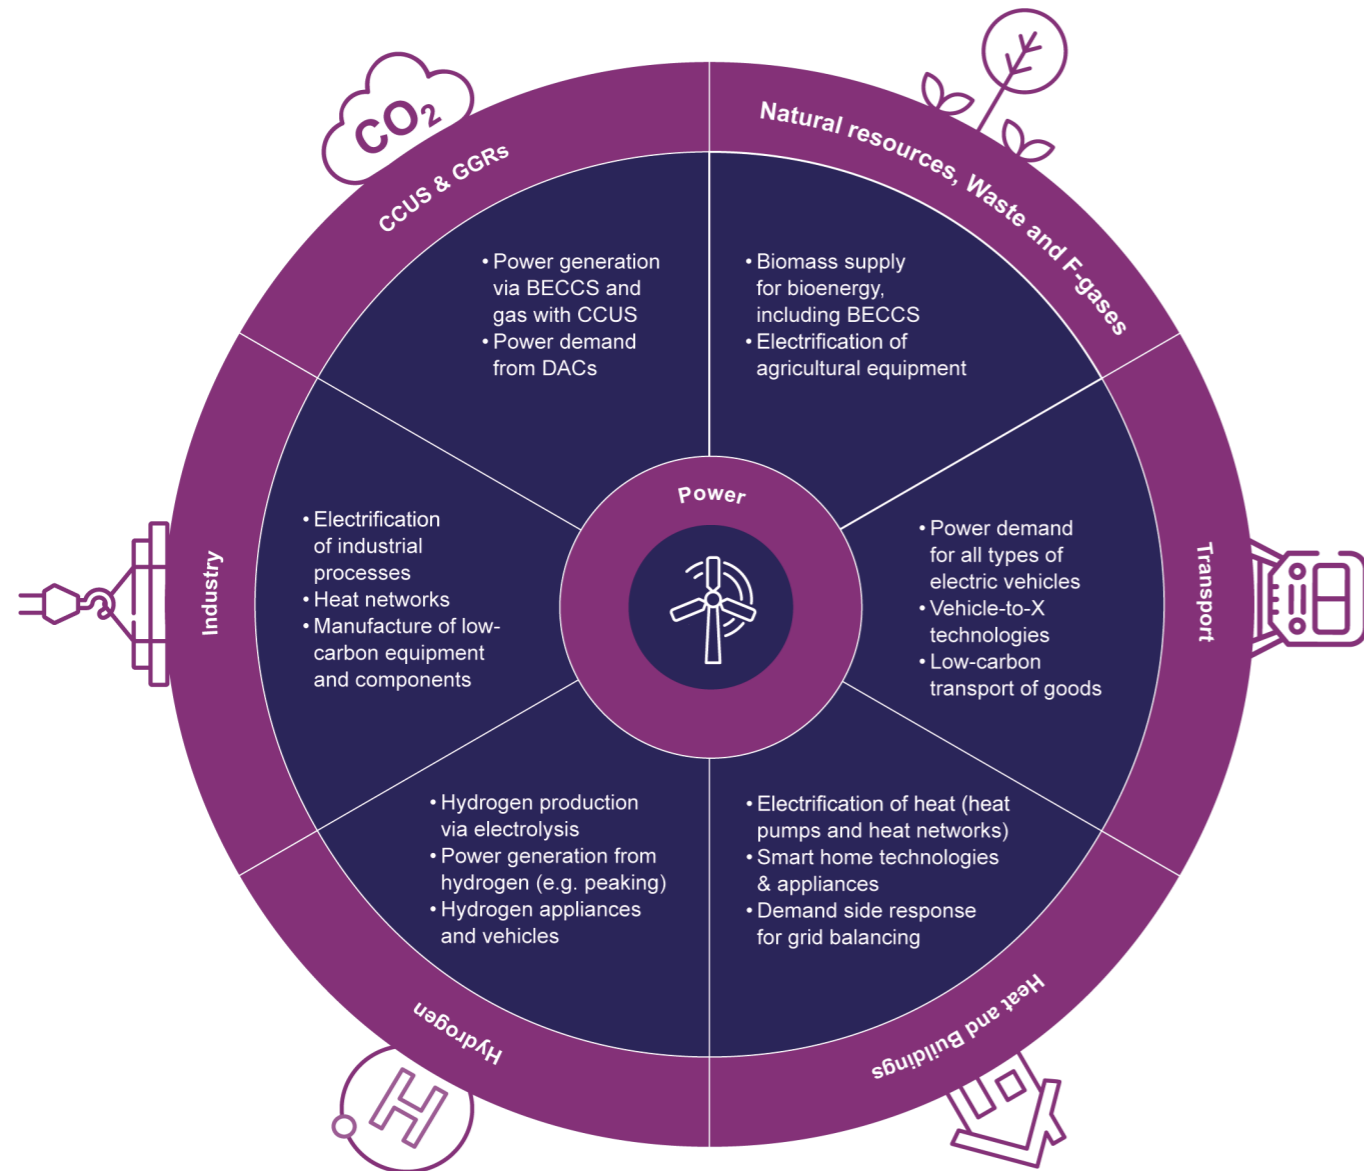 CO₂
CCUS & GGRs
Natural resources, Waste and F-gases
• Power generation
via BECCS and
gas with CCUS
• Power demand
from DACs
• Biomass supply
for bioenergy,
including BECCS
• Electrification of
agricultural equipment
Power
Industry
• Electrification
of industrial
processes
• Heat networks
• Manufacture of low-
carbon equipment
and components
• Power demand
for all types of
electric vehicles
• Vehicle-to-X
technologies
• Low-carbon
transport of goods
Transport
• Hydrogen production
via electrolysis
• Power generation from
hydrogen (e.g. peaking)
• Hydrogen appliances
and vehicles
• Electrification of heat (heat
pumps and heat networks)
• Smart home technologies
& appliances
• Demand side response
for grid balancing
Hydrogen
Heat and Buildings
H